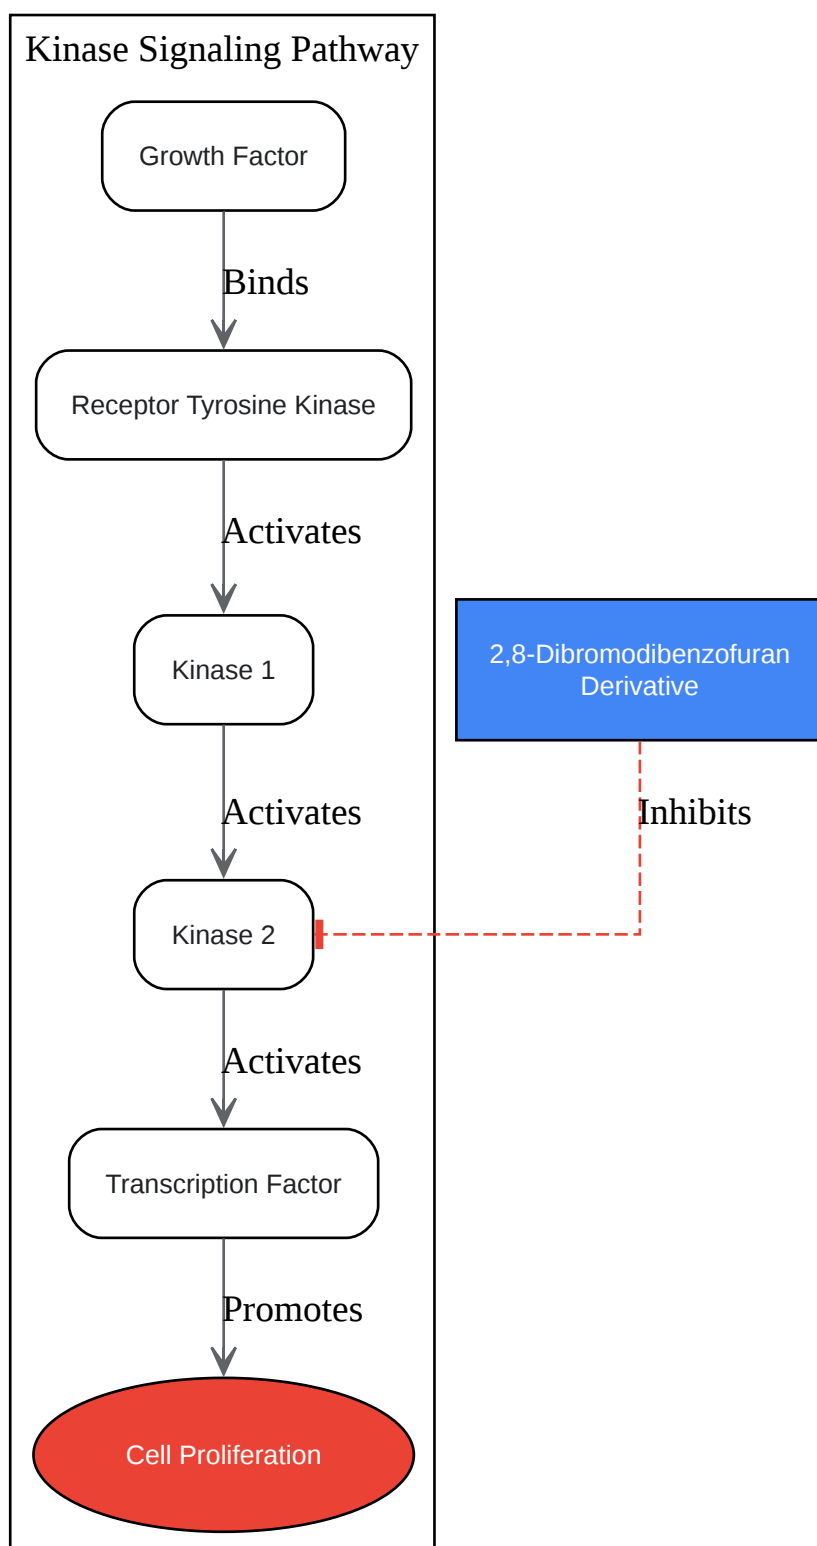 Kinase Signaling Pathway
Growth Factor
Binds
Receptor Tyrosine Kinase
Activates
Kinase 1
2,8-Dibromodibenzofuran
Derivative
Activates
Inhibits
Kinase 2
Activates
Transcription Factor
Promotes
Cell Proliferation